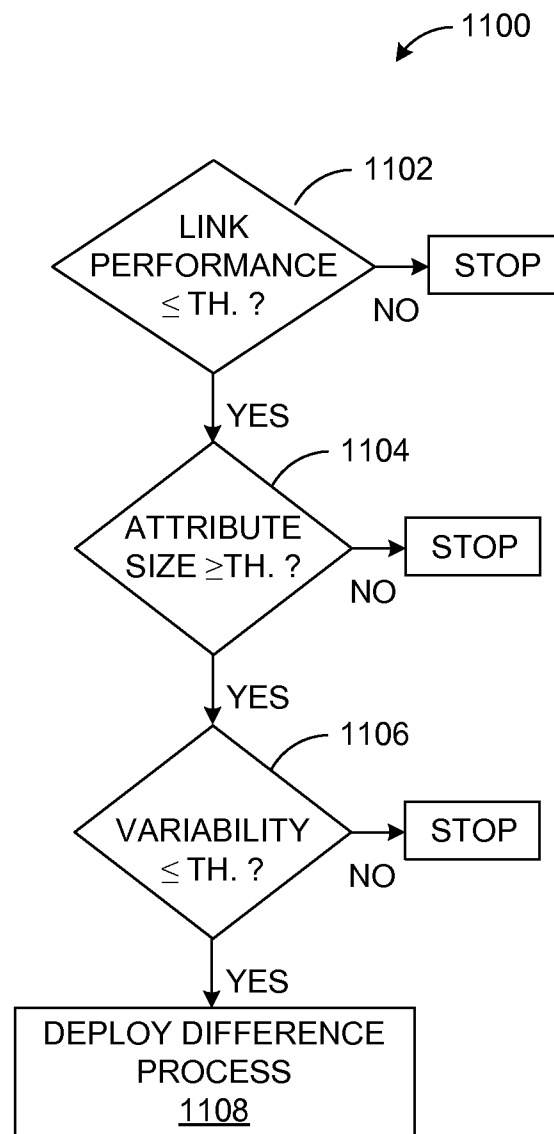 1100
1102
LINK
PERFORMANCE
≤ TH. ?
STOP
NO
YES
1104
ATTRIBUTE
SIZE ≥TH. ?
STOP
NO
YES
1106
VARIABILITY
≤ TH. ?
STOP
NO
YES
DEPLOY DIFFERENCE
PROCESS
1108